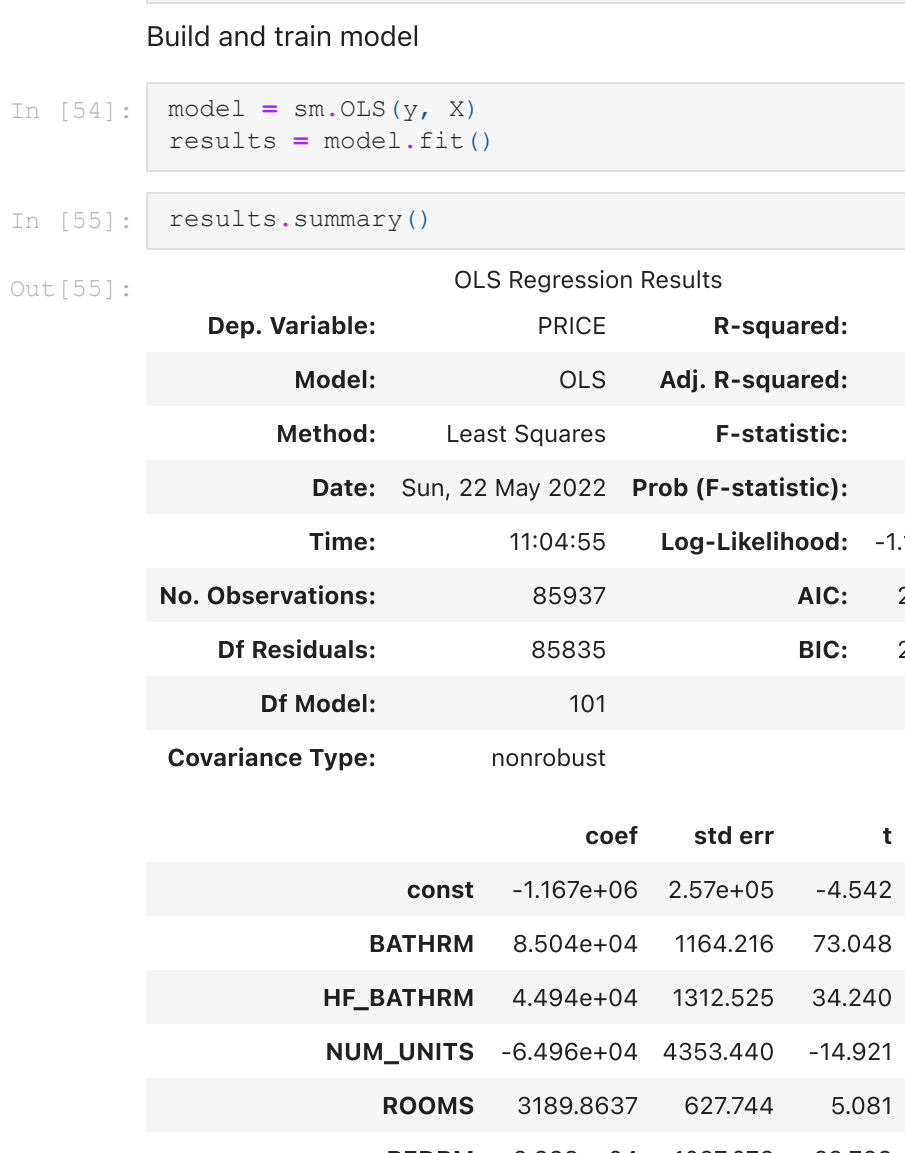 Build and train model
In [54]: model = sm.OLS(y, X)
results = model.fit()
In [55]: results.summary()
Out[55]:
OLS Regression Results
Dep. Variable: PRICE R-squared:
Model: OLS Adj. R-squared:
Method: Least Squares F-statistic:
Date: Sun, 22 May 2022 Prob (F-statistic):
Time: 11:04:55 Log-Likelihood: -1.
No. Observations: 85937 AIC: 2
Df Residuals: 85835 BIC: 2
Df Model: 101
Covariance Type: nonrobust
coef std err t
const -1.167e+06 2.57e+05 -4.542
BATHRM 8.504e+04 1164.216 73.048
HF_BATHRM 4.494e+04 1312.525 34.240
NUM_UNITS -6.496e+04 4353.440 -14.921
ROOMS 3189.8637 627.744 5.081